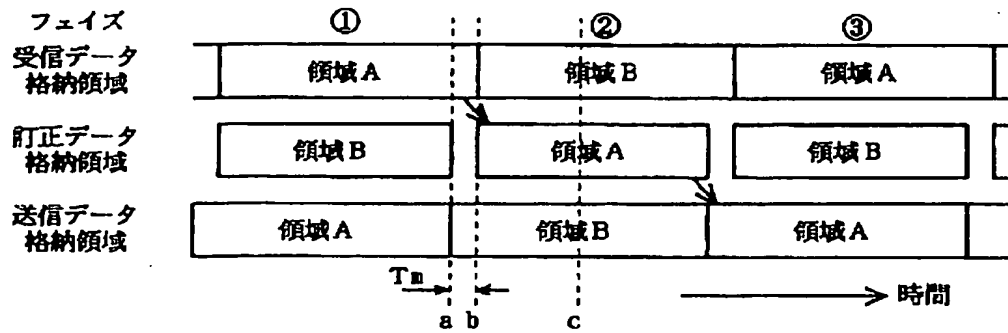 フェイズ ① ② ③
受信データ
格納領域
領域A 領域B 領域A
訂正データ
格納領域
領域B 領域A 領域B
送信データ
格納領域
領域A 領域B 領域A
Tm
時間
a b c